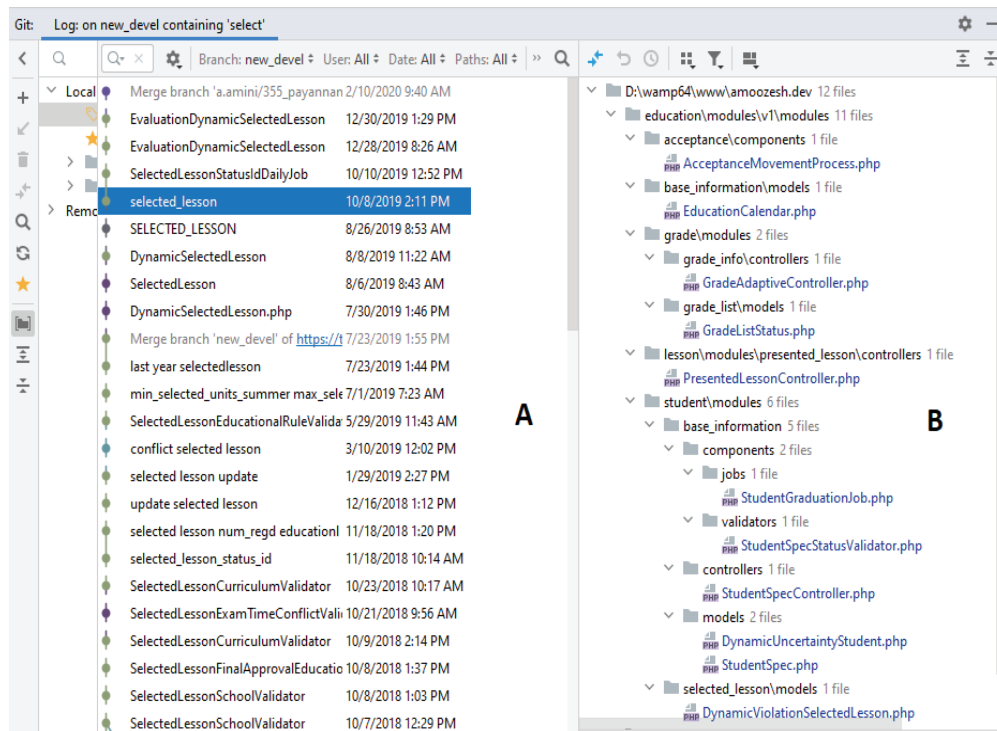 Git: Log: on new_devel containing 'select'
Branch: new_devel User: All Date: All Paths: All »
Local
Remo
Merge branch 'a.amini/355_payannan 2/10/2020 9:40 AM
EvaluationDynamicSelectedLesson 12/30/2019 1:29 PM
EvaluationDynamicSelectedLesson 12/28/2019 8:26 AM
SelectedLessonStatusIdDailyJob 10/10/2019 12:52 PM
selected_lesson 10/8/2019 2:11 PM
SELECTED_LESSON 8/26/2019 8:53 AM
DynamicSelectedLesson 8/8/2019 11:22 AM
SelectedLesson 8/6/2019 8:43 AM
DynamicSelectedLesson.php 7/30/2019 1:46 PM
Merge branch 'new_devel' of https://t 7/23/2019 1:55 PM
last year selectedlesson 7/23/2019 1:44 PM
min_selected_units_summer max_sele 7/1/2019 7:23 AM
SelectedLessonEducationalRuleValida 5/29/2019 11:43 AM
conflict selected lesson 3/10/2019 12:02 PM
selected lesson update 1/29/2019 2:27 PM
update selected lesson 12/16/2018 1:12 PM
selected lesson num_regd educationl 11/18/2018 1:20 PM
selected_lesson_status_id 11/18/2018 10:14 AM
SelectedLessonCurriculumValidator 10/23/2018 10:17 AM
SelectedLessonExamTimeConflictVali 10/21/2018 9:56 AM
SelectedLessonCurriculumValidator 10/9/2018 2:14 PM
SelectedLessonFinalApprovalEducatio 10/8/2018 1:37 PM
SelectedLessonSchoolValidator 10/8/2018 1:03 PM
SelectedLessonSchoolValidator 10/7/2018 12:29 PM
A
D:\wamp64\www\amoozesh.dev 12 files
education\modules\v1\modules 11 files
acceptance\components 1 file
PHP AcceptanceMovementProcess.php
base_information\models 1 file
PHP EducationCalendar.php
grade\modules 2 files
grade_info\controllers 1 file
PHP GradeAdaptiveController.php
grade_list\models 1 file
PHP GradeListStatus.php
lesson\modules\presented_lesson\controllers 1 file
PHP PresentedLessonController.php
student\modules 6 files
base_information 5 files
components 2 files
jobs 1 file
PHP StudentGraduationJob.php
validators 1 file
PHP StudentSpecStatusValidator.php
controllers 1 file
PHP StudentSpecController.php
models 2 files
PHP DynamicUncertaintyStudent.php
PHP StudentSpec.php
selected_lesson\models 1 file
PHP DynamicViolationSelectedLesson.php
B